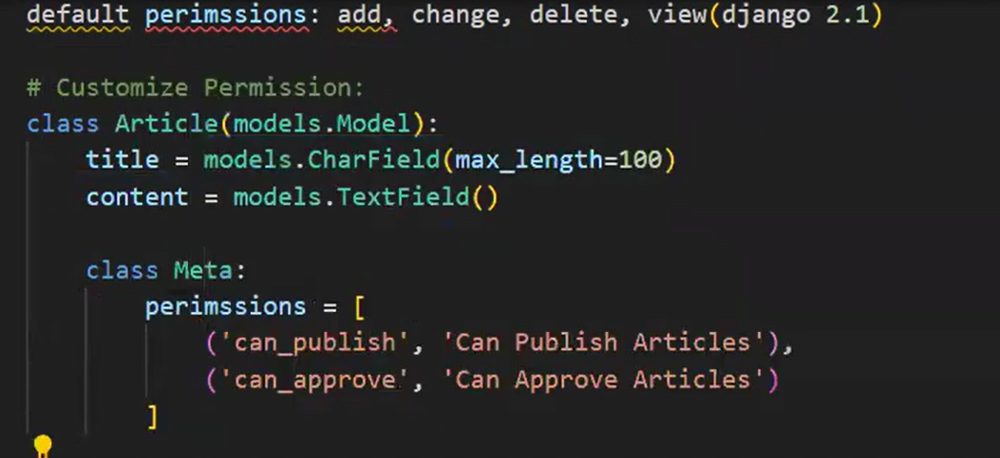 default perimssions: add, change, delete, view(django 2.1)
# Customize Permission:
class Article(models.Model):
title = models.CharField(max_length=100)
content = models.TextField()
class Meta:
perimssions = [
('can_publish', 'Can Publish Articles'),
('can_approve', 'Can Approve Articles')
]